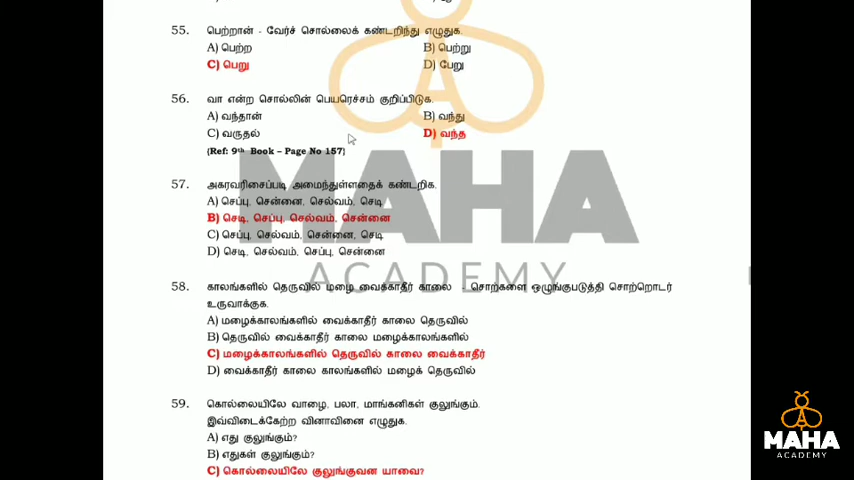 55. பெற்றான் - வேர்ச் சொல்லைக் கண்டறிந்து எழுதுக.
A) பெற்ற B) பெற்று
C) பெறு D) பேறு
56. வா என்ற சொல்லின் பெயரெச்சம் குறிப்பிடுக.
A) வந்தான் B) வந்து
C) வருதல் D) வந்த
(Ref: 9th Book – Page No 157)
57. அகரவரிசைப்படி அமைந்துள்ளதைக் கண்டறிக.
A) செப்பு, சென்னை, செல்வம், செடி
B) செடி, செப்பு, செல்வம், சென்னை
C) செப்பு, செல்வம், சென்னை, செடி
D) செடி, செல்வம், செப்பு, சென்னை
MAHA
ACADEMY
58. காலங்களில் தெருவில் மழை வைக்காதீர் காலை - சொற்களை ஒழுங்குபடுத்தி சொற்றொடர்
உருவாக்குக.
A) மழைக்காலங்களில் வைக்காதீர் காலை தெருவில்
B) தெருவில் வைக்காதீர் காலை மழைக்காலங்களில்
C) மழைக்காலங்களில் தெருவில் காலை வைக்காதீர்
D) வைக்காதீர் காலை காலங்களில் மழைக் தெருவில்
59. கொல்லையிலே வாழை, பலா, மாங்கனிகள் குலுங்கும்.
இவ்விடைக்கேற்ற வினாவினை எழுதுக.
A) எது குலுங்கும்?
B) எதுகள் குலுங்கும்?
C) கொல்லையிலே குலுங்குவன யாவை?
MAHA
ACADEMY